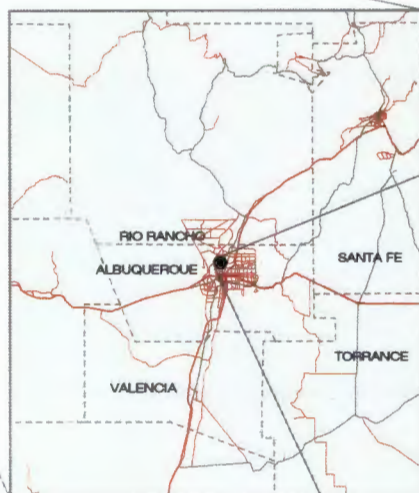 RIO RANCHO
ALBUQUERQUE
SANTA FE
TORRANCE
VALENCIA